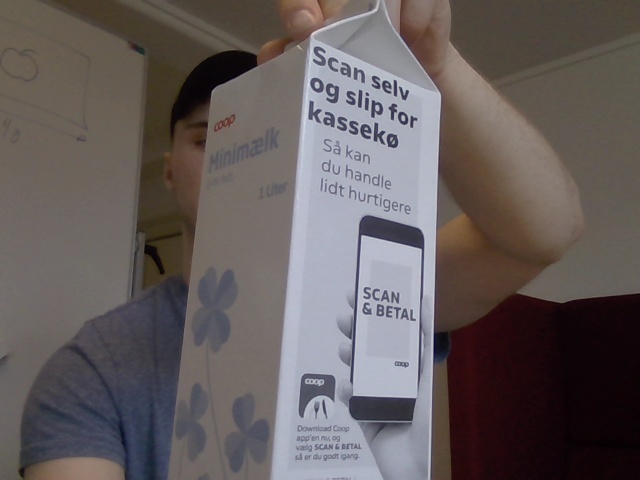 coop
Minimælk
1 Liter
Scan selv
og slip for
kassekø
Så kan
du handle
lidt hurtigere
SCAN
& BETAL
coop
coop
Download Coop
app'en nu, og
vælg SCAN & BETAL
så er du godt igang.